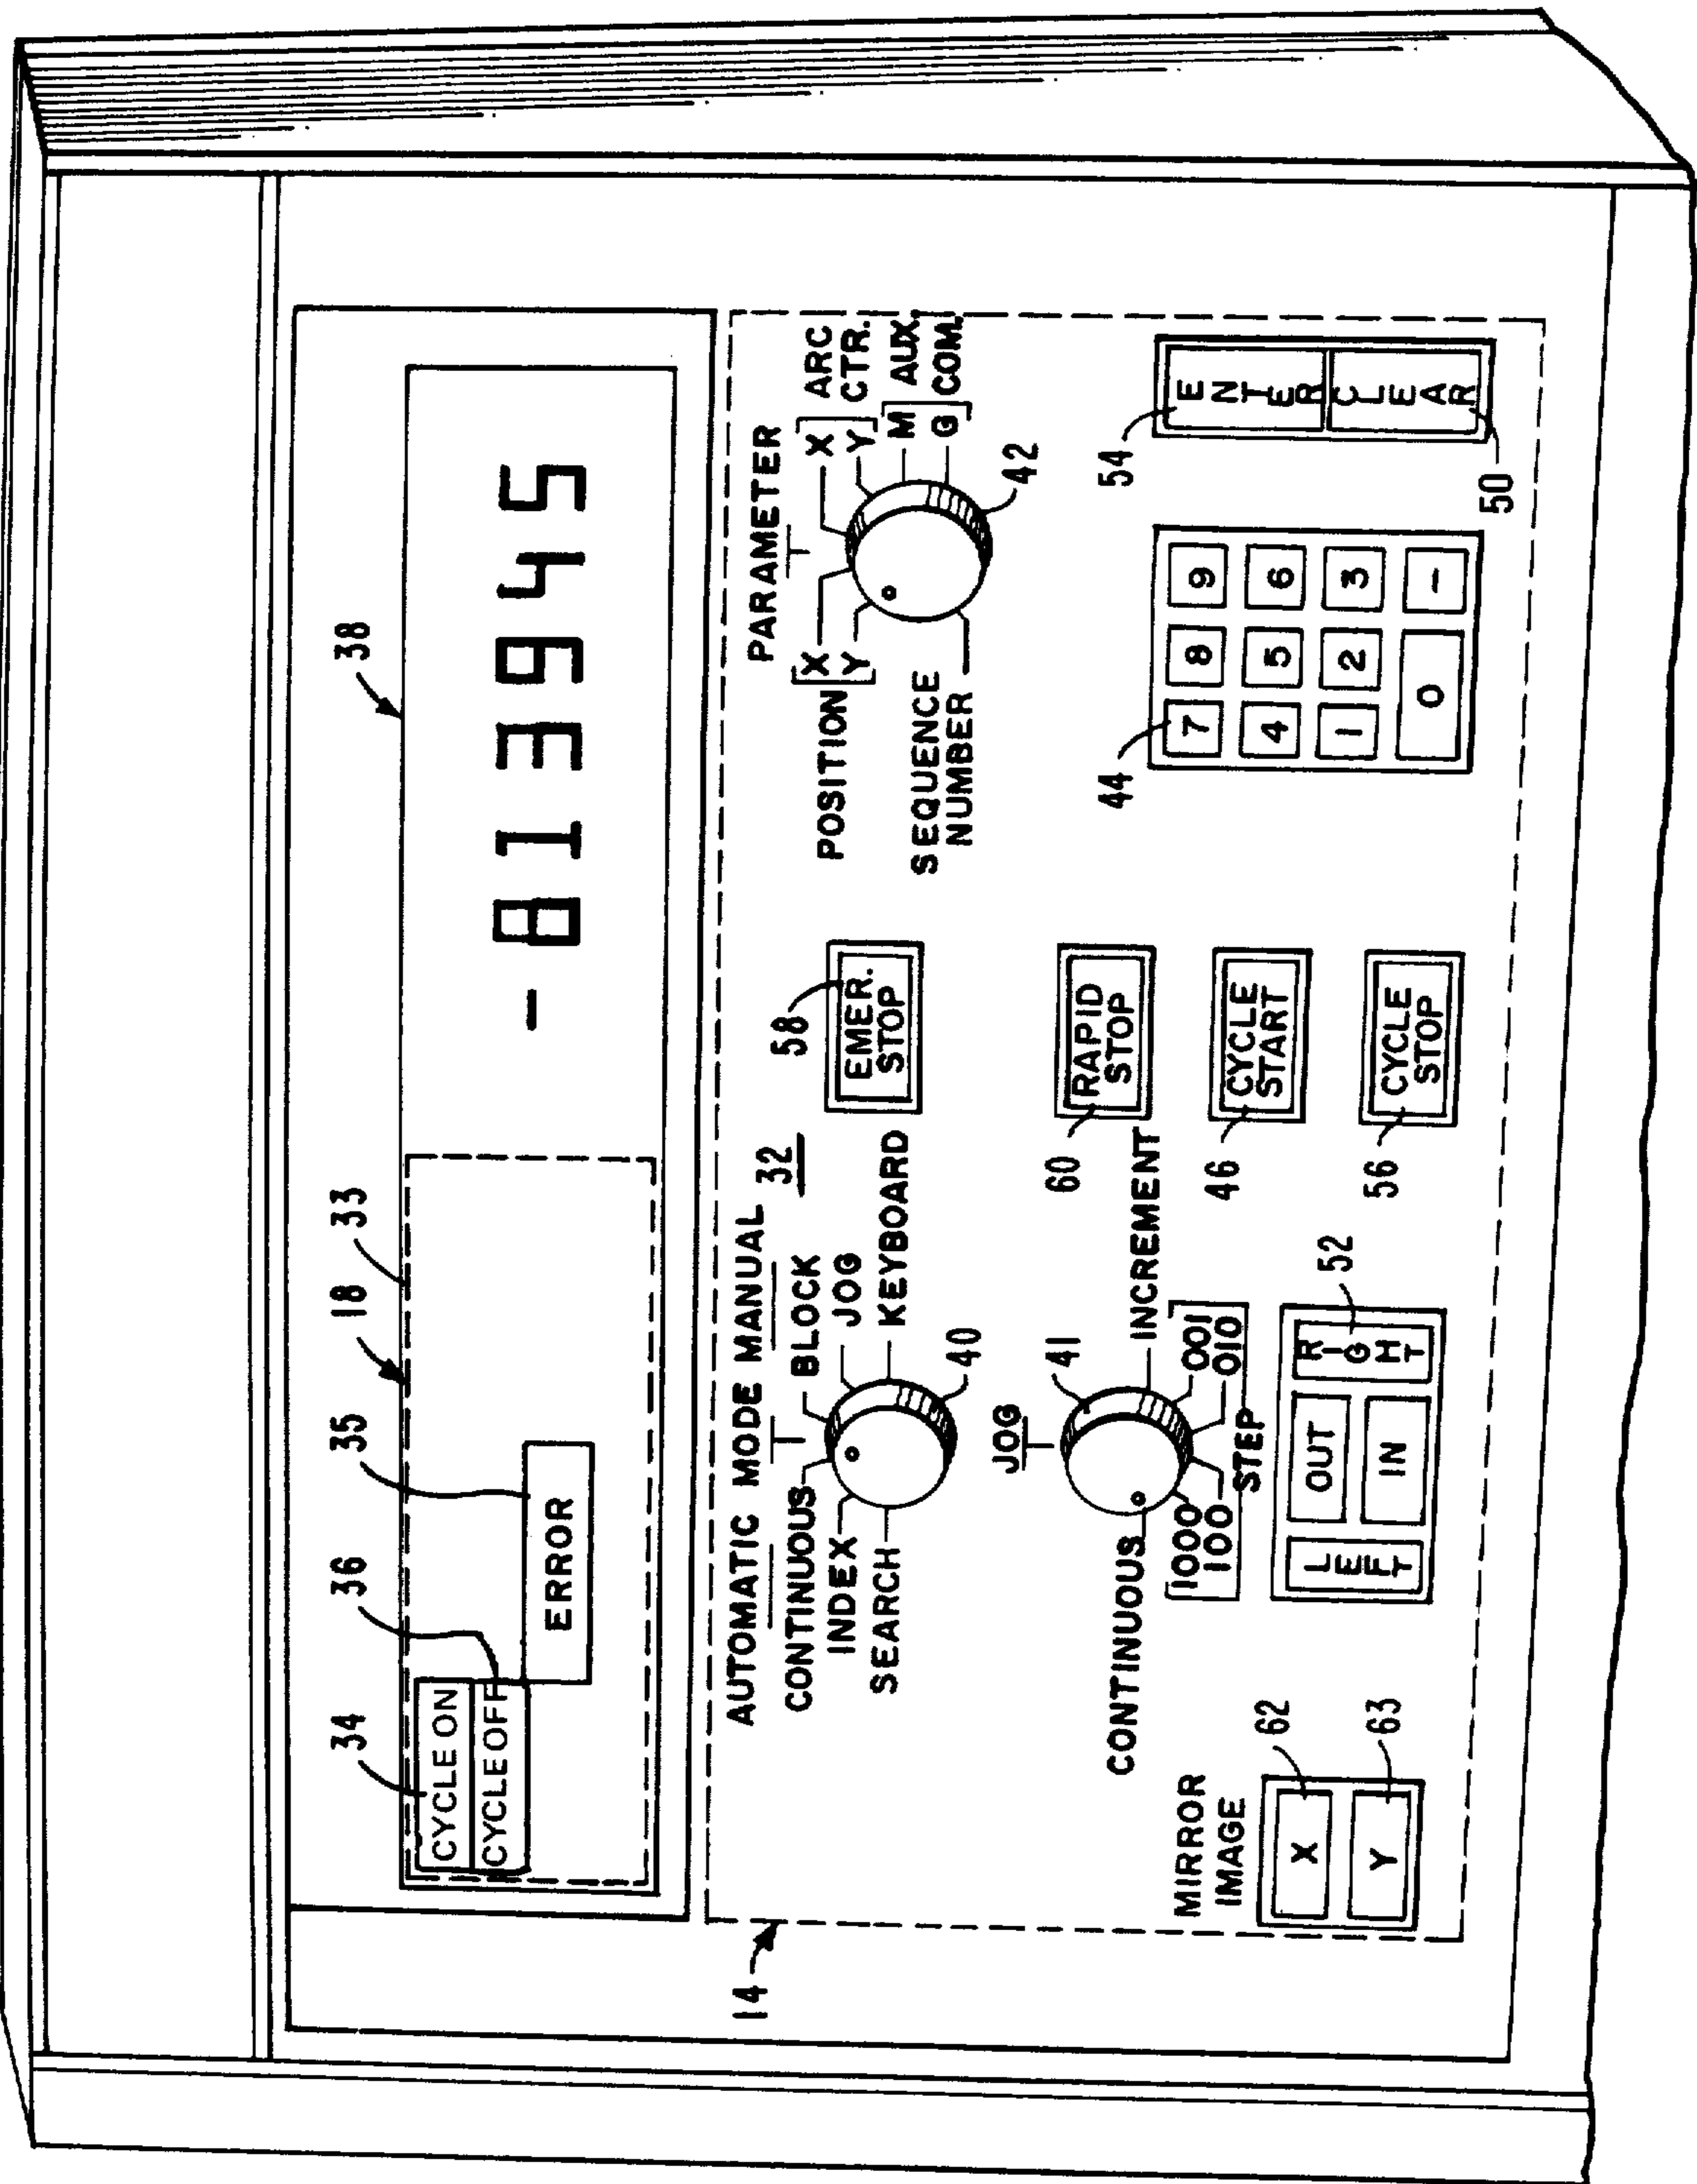 34
36
35
18
33
38
CYCLE ON
CYCLE OFF
ERROR
-813645
14
AUTOMATIC MODE MANUAL
32
CONTINUOUS
BLOCK
INDEX
JOG
SEARCH
KEYBOARD
40
58
EMER.
STOP
PARAMETER
POSITION
X
Y
X
Y
ARC
CTR.
M
G
AUX.
COM.
SEQUENCE
NUMBER
42
JOG
41
CONTINUOUS
INCREMENT
1000
001
100
010
STEP
60
RAPID
STOP
46
CYCLE
START
56
CYCLE
STOP
MIRROR
IMAGE
62
X
63
Y
LEFT
OUT
IN
RIGHT
52
44
7 8 9
4 5 6
1 2 3
0 -
54
ENTER
CLEAR
50